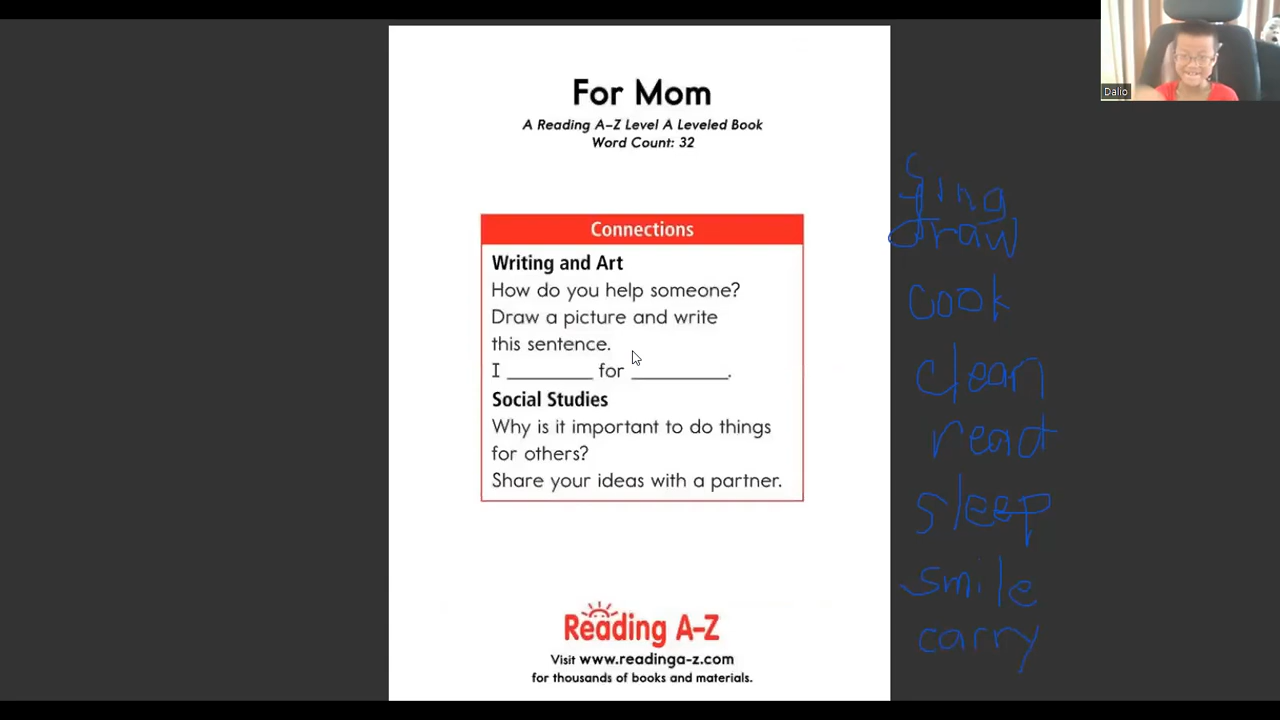 For Mom
A Reading A–Z Level A Leveled Book
Word Count: 32
Connections
Writing and Art
How do you help someone?
Draw a picture and write
this sentence.
I __________ for ___________.
Social Studies
Why is it important to do things
for others?
Share your ideas with a partner.
Reading A–Z
Visit www.readinga-z.com
for thousands of books and materials.
Dalio
sing
draw
cook
clean
read
sleep
smile
carry